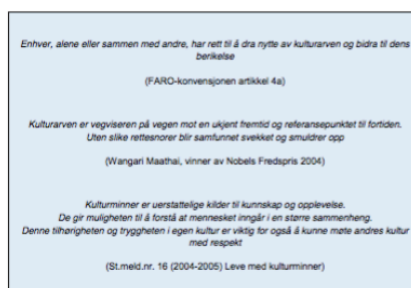 Enhver, alene eller sammen med andre, har rett til å dra nytte av kulturarven og bidra til dens
berikelse
(FARO-konvensjonen artikkel 4a)
Kulturarven er vegviseren på vegen mot en ukjent fremtid og referansepunktet til fortiden.
Uten slike rettesnorer blir samfunnet svekket og smuldrer opp
(Wangari Maathai, vinner av Nobels Fredspris 2004)
Kulturminner er uerstattelige kilder til kunnskap og opplevelse.
De gir muligheten til å forstå at mennesket inngår i en større sammenheng.
Denne tilhørigheten og tryggheten i egen kultur er viktig for også å kunne møte andres kultur
med respekt
(St.meld.nr. 16 (2004-2005) Leve med kulturminner)